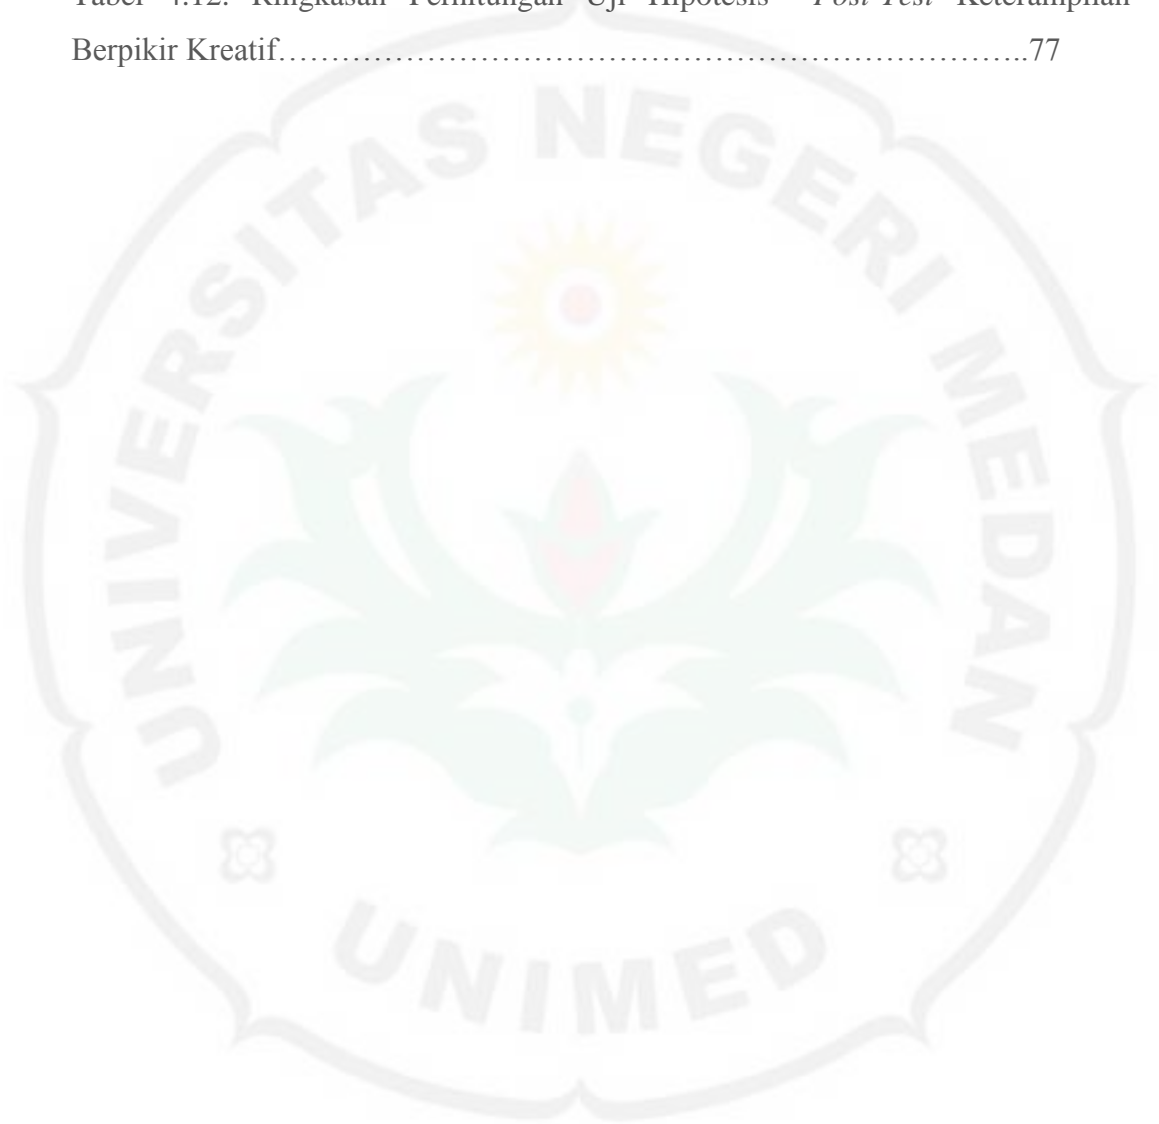 Tabel 4.12. Ringkasan Perhitungan Uji Hipotesis Post-Test Keterampilan
Berpikir Kreatif…………………………………………………………………..77
UNIVERSITAS NEGERI MEDAN
UNIMED